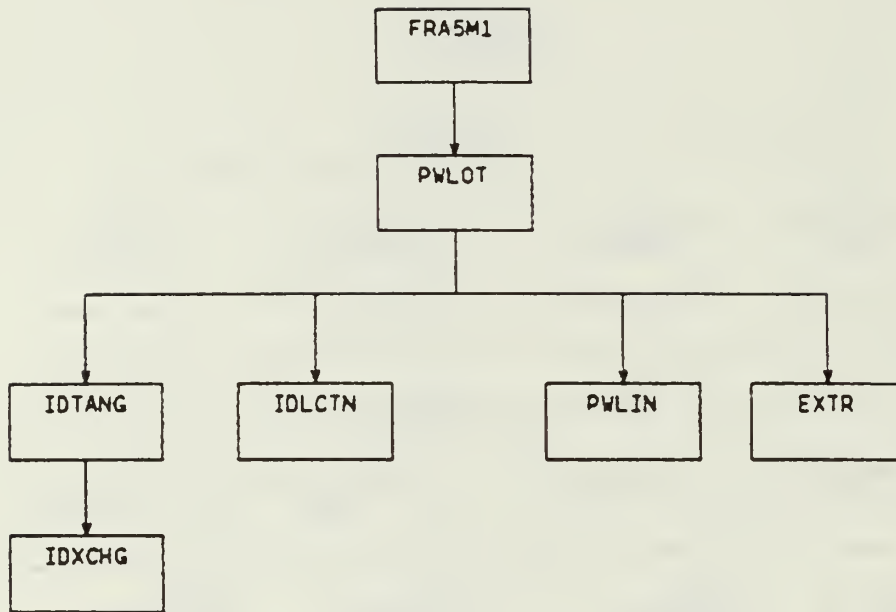 FRA5M1
PWLOT
IDTANG
IDLCTN
PWLIN
EXTR
IDXCHG